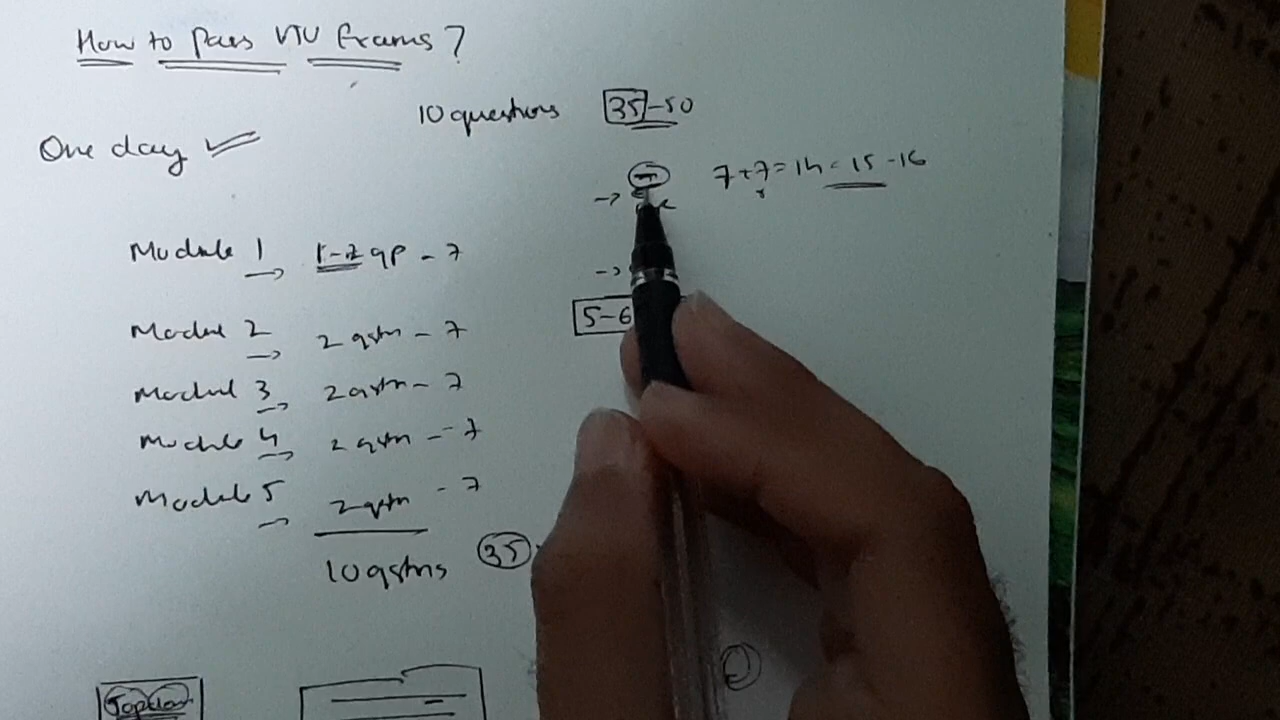 How to Pass VTU Exams?
10 questions 35-50
One day
7+7=14 = 15-16
Module 1 1-2 qp - 7
Module 2 2 qstn - 7
Module 3 2 qstn - 7
Module 4 2 qstn - 7
Module 5 2 qstn - 7
5-6
10 qstns 35